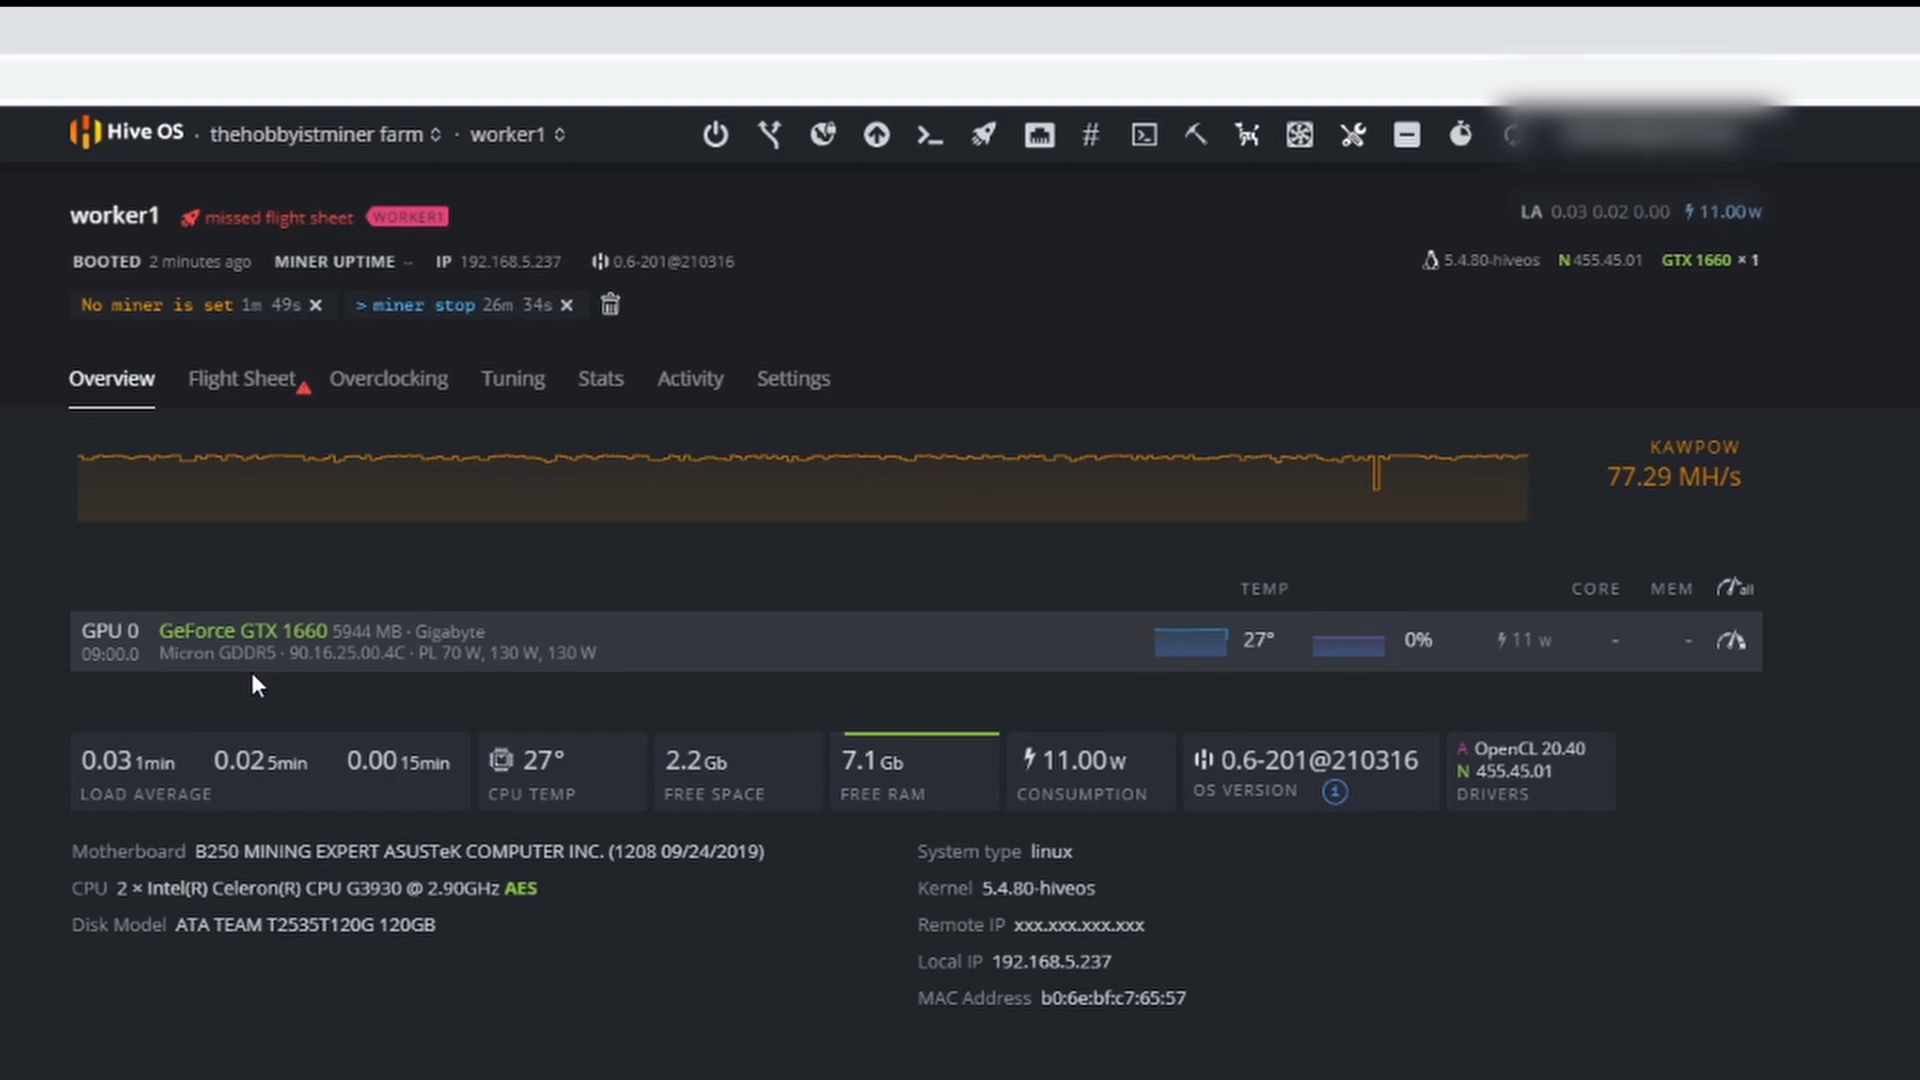 Hive OS · thehobbyistminer farm · worker1
worker1 missed flight sheet WORKER1
LA 0.03 0.02 0.00 11.00 w
BOOTED 2 minutes ago MINER UPTIME -- IP 192.168.5.237 0.6-201@210316
5.4.80-hiveos N 455.45.01 GTX 1660 × 1
No miner is set 1m 49s × > miner stop 26m 34s ×
Overview Flight Sheet Overclocking Tuning Stats Activity Settings
KAWPOW
77.29 MH/s
TEMP CORE MEM all
GPU 0 GeForce GTX 1660 5944 MB · Gigabyte
09:00.0 Micron GDDR5 · 90.16.25.00.4C · PL 70 W, 130 W, 130 W
27° 0% 11 w - -
0.03 1min 0.02 5min 0.00 15min
LOAD AVERAGE
27°
CPU TEMP
2.2 Gb
FREE SPACE
7.1 Gb
FREE RAM
11.00 w
CONSUMPTION
0.6-201@210316
OS VERSION 1
A OpenCL 20.40
N 455.45.01
DRIVERS
Motherboard B250 MINING EXPERT ASUSTeK COMPUTER INC. (1208 09/24/2019)
CPU 2 × Intel(R) Celeron(R) CPU G3930 @ 2.90GHz AES
Disk Model ATA TEAM T2535T120G 120GB
System type linux
Kernel 5.4.80-hiveos
Remote IP xxx.xxx.xxx.xxx
Local IP 192.168.5.237
MAC Address b0:6e:bf:c7:65:57